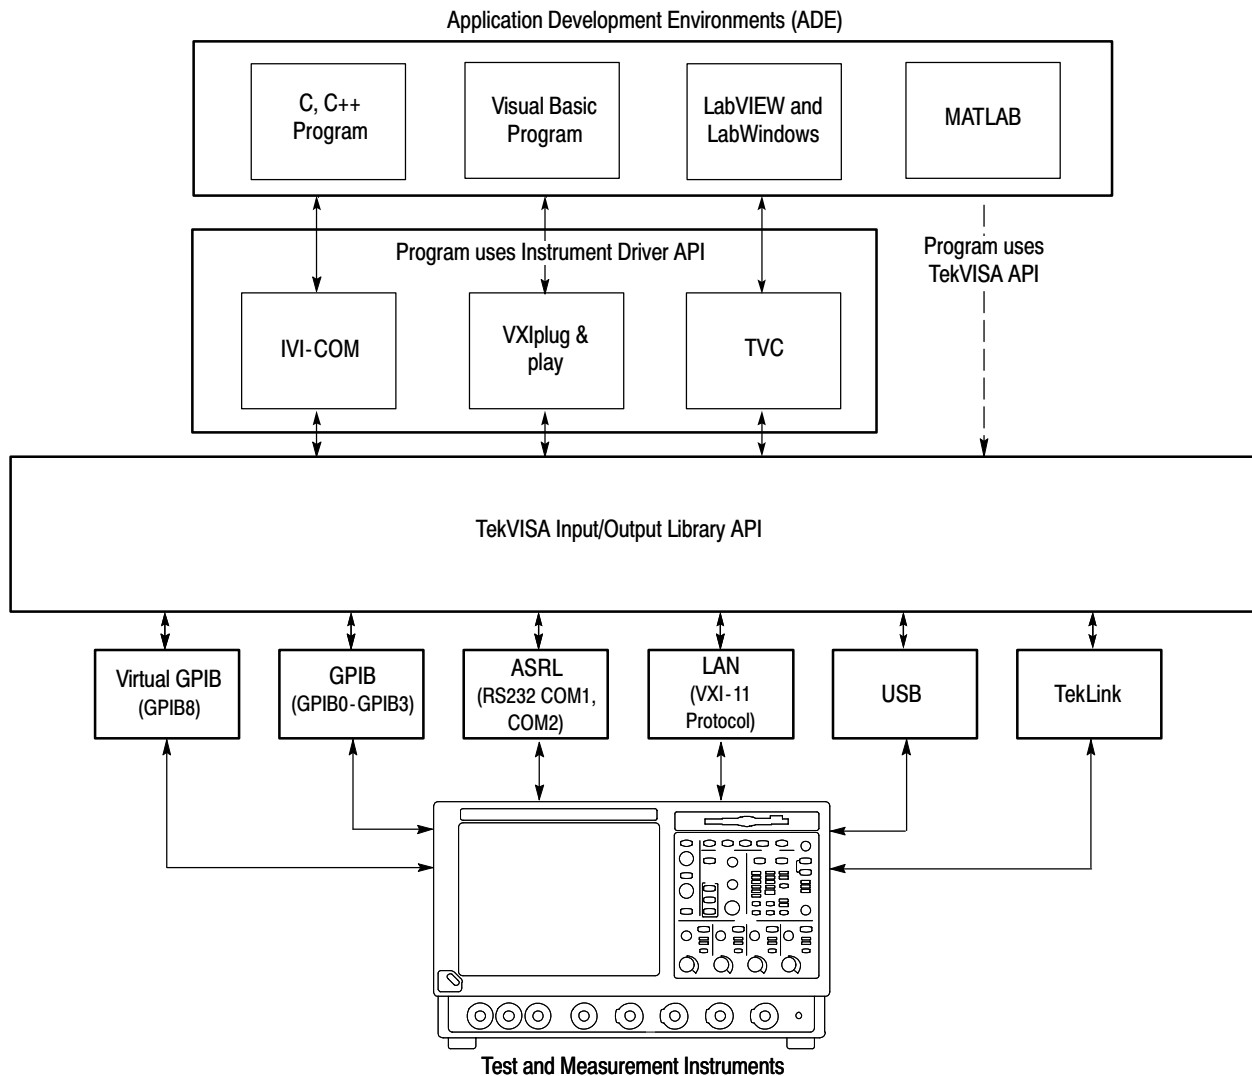 Application Development Environments (ADE)
C, C++
Program
Visual Basic
Program
LabVIEW and
LabWindows
MATLAB
Program uses Instrument Driver API
Program uses
TekVISA API
IVI-COM
VXIplug &
play
TVC
TekVISA Input/Output Library API
Virtual GPIB
(GPIB8)
GPIB
(GPIB0-GPIB3)
ASRL
(RS232 COM1,
COM2)
LAN
(VXI-11
Protocol)
USB
TekLink
Test and Measurement Instruments